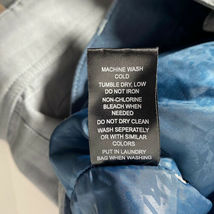 MACHINE WASH
COLD
TUMBLE DRY, LOW
DO NOT IRON
NON-CHLORINE
BLEACH WHEN
NEEDED
DO NOT DRY CLEAN
WASH SEPERATELY
OR WITH SIMILAR
COLORS
PUT IN LAUNDRY
BAG WHEN WASHING